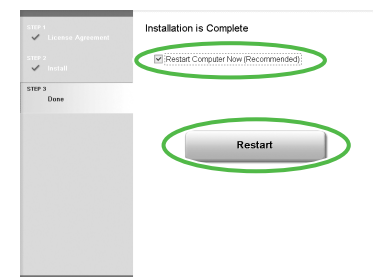 STEP 1
License Agreement
STEP 2
Install
STEP 3
Done
Installation is Complete
Restart Computer Now (Recommended)
Restart